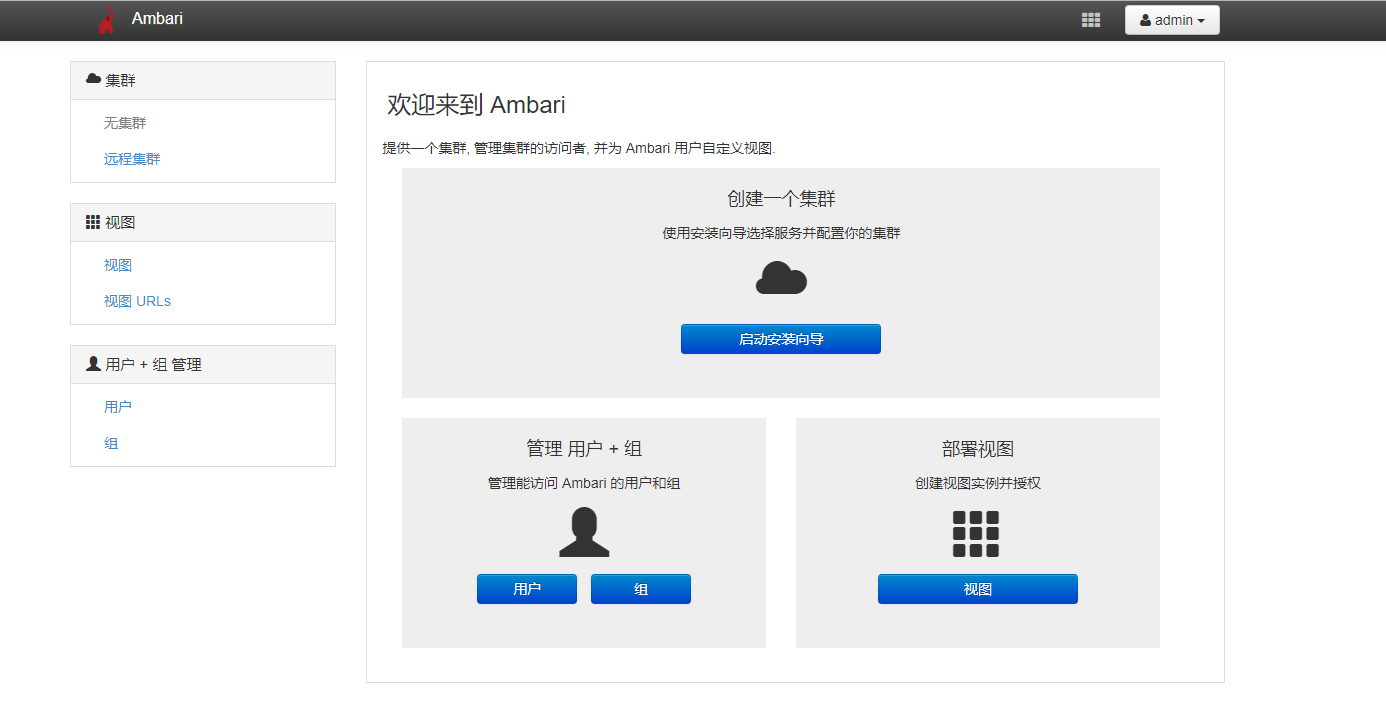 Ambari
admin
集群
无集群
远程集群
视图
视图
视图 URLs
用户 + 组 管理
用户
组
欢迎来到 Ambari
提供一个集群, 管理集群的访问者, 并为 Ambari 用户自定义视图.
创建一个集群
使用安装向导选择服务并配置你的集群
启动安装向导
管理 用户 + 组
管理能访问 Ambari 的用户和组
用户
组
部署视图
创建视图实例并授权
视图